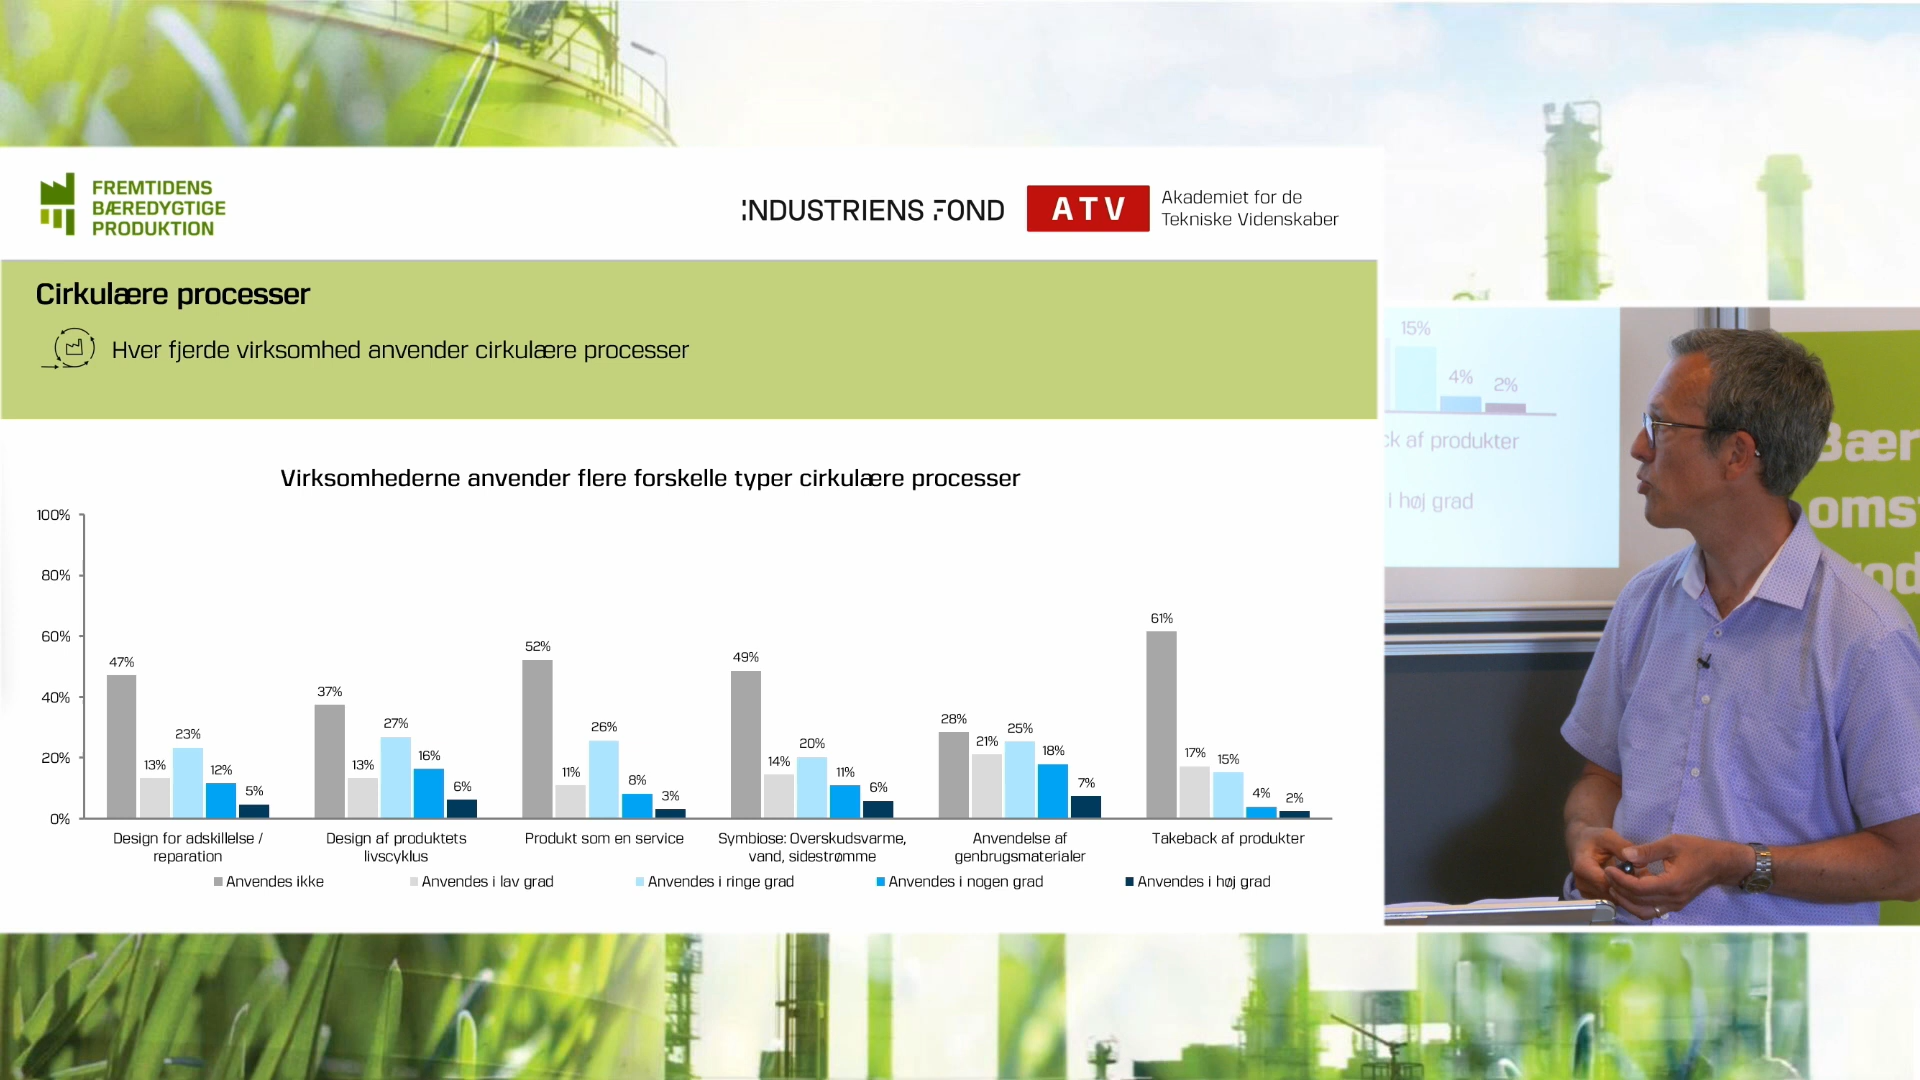 FREMTIDENS
BÆREDYGTIGE
PRODUKTION
INDUSTRIENS FOND
ATV
Akademiet for de
Tekniske Videnskaber
Cirkulære processer
Hver fjerde virksomhed anvender cirkulære processer
Virksomhederne anvender flere forskelle typer cirkulære processer
100%
80%
60%
40%
20%
0%
47%
13%
23%
12%
5%
37%
13%
27%
16%
6%
52%
11%
26%
8%
3%
49%
14%
20%
11%
6%
28%
21%
25%
18%
7%
61%
17%
15%
4%
2%
Design for adskillelse /
reparation
Design af produktets
livscyklus
Produkt som en service
Symbiose: Overskudsvarme,
vand, sidestrømme
Anvendelse af
genbrugsmaterialer
Takeback af produkter
Anvendes ikke
Anvendes i lav grad
Anvendes i ringe grad
Anvendes i nogen grad
Anvendes i høj grad
15%
4%
2%
ck af produkter
i høj grad
Bær
oms